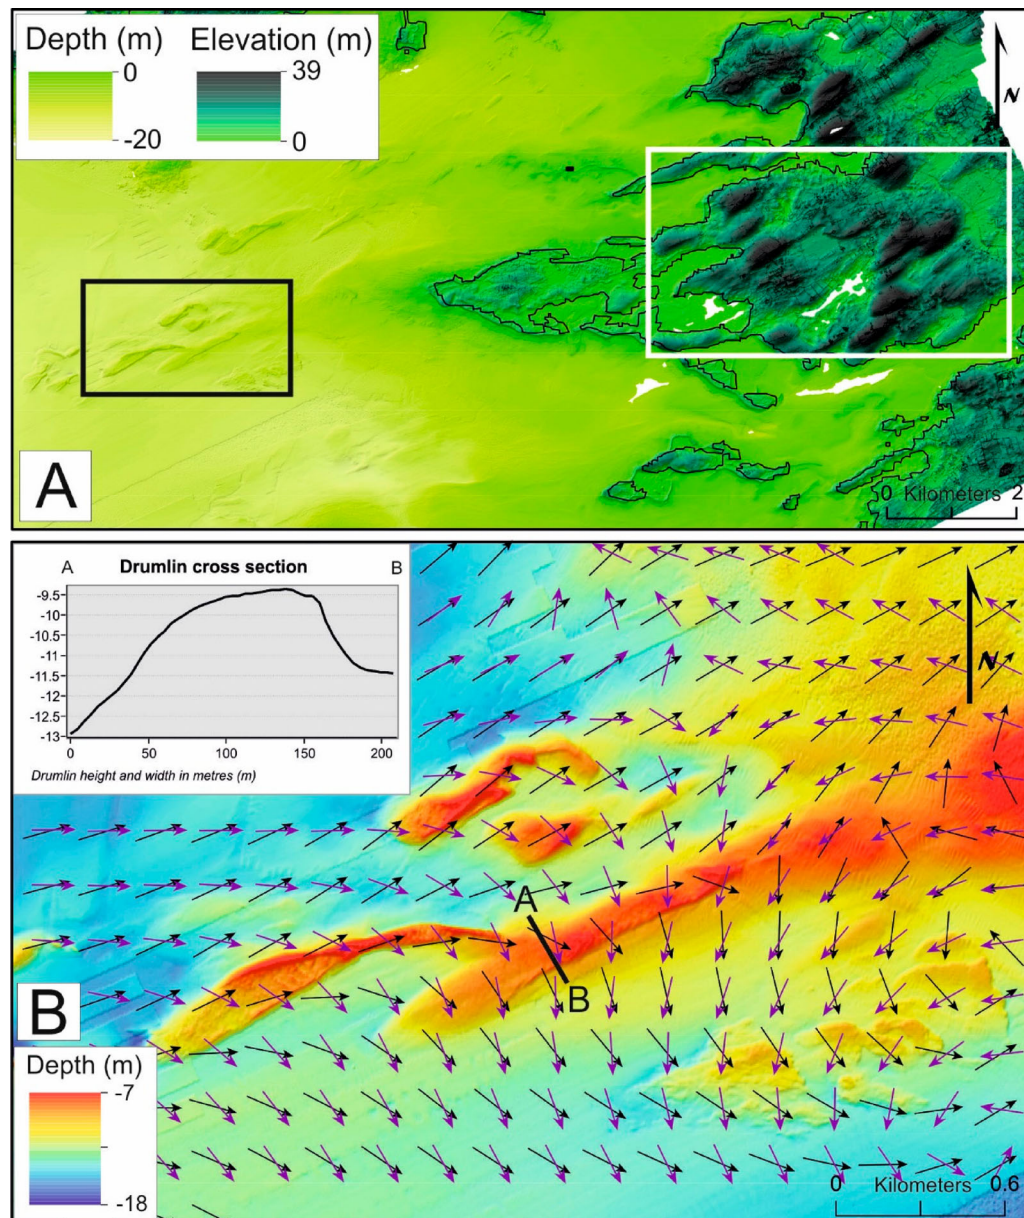 Depth (m)
0
-20
Elevation (m)
39
0
N
A
0 Kilometers 2
A Drumlin cross section B
-9.5
-10
-10.5
-11
-11.5
-12
-12.5
-13
0 50 100 150 200
Drumlin height and width in metres (m)
N
A
B
B
Depth (m)
-7
-18
0 Kilometers 0.6